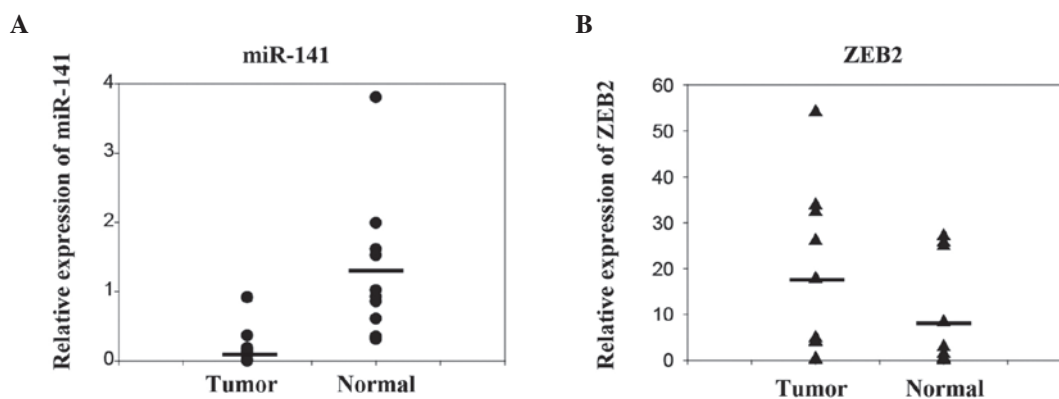 A
miR-141
Relative expression of miR-141
4
3
2
1
0
Tumor Normal
B
ZEB2
Relative expression of ZEB2
60
50
40
30
20
10
0
Tumor Normal